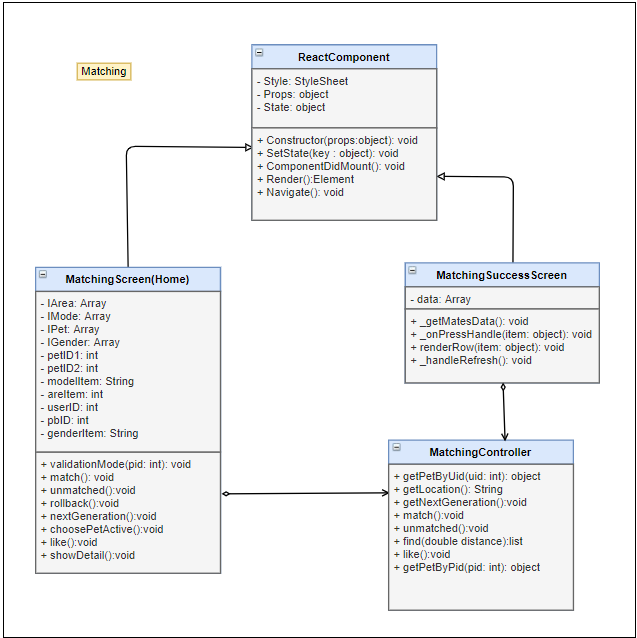 Matching
ReactComponent
- Style: StyleSheet
- Props: object
- State: object
+ Constructor(props:object): void
+ SetState(key : object): void
+ ComponentDidMount(): void
+ Render():Element
+ Navigate(): void
MatchingScreen(Home)
- lArea: Array
- lMode: Array
- lPet: Array
- lGender: Array
- petID1: int
- petID2: int
- modelItem: String
- areItem: int
- userID: int
- pbID: int
- genderItem: String
+ validationMode(pid: int): void
+ match(): void
+ unmatched():void
+ rollback(): void
+ nextGeneration():void
+ choosePetActive():void
+ like():void
+ showDetail():void
MatchingSuccessScreen
- data: Array
+ _getMatesData(): void
+ _onPressHandle(item: object): void
+ renderRow(item: object): void
+ _handleRefresh(): void
MatchingController
+ getPetByUid(uid: int): object
+ getLocation(): String
+ getNextGeneration():void
+ match():void
+ unmatched():void
+ find(double distance):list
+ like():void
+ getPetByPid(pid: int): object